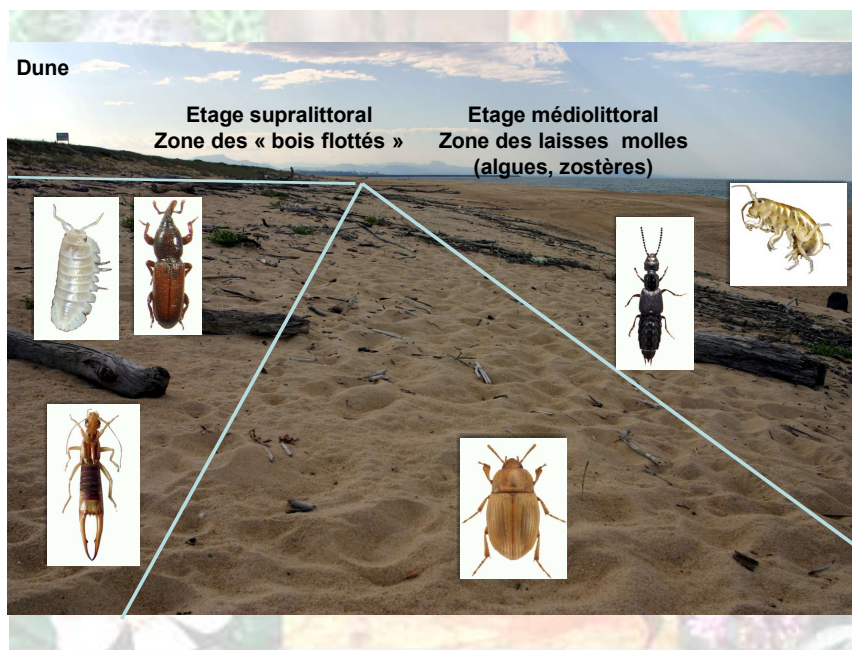 Dune
Etage supralittoral
Zone des « bois flottés »
Etage médiolittoral
Zone des laisses  molles
(algues, zostères)